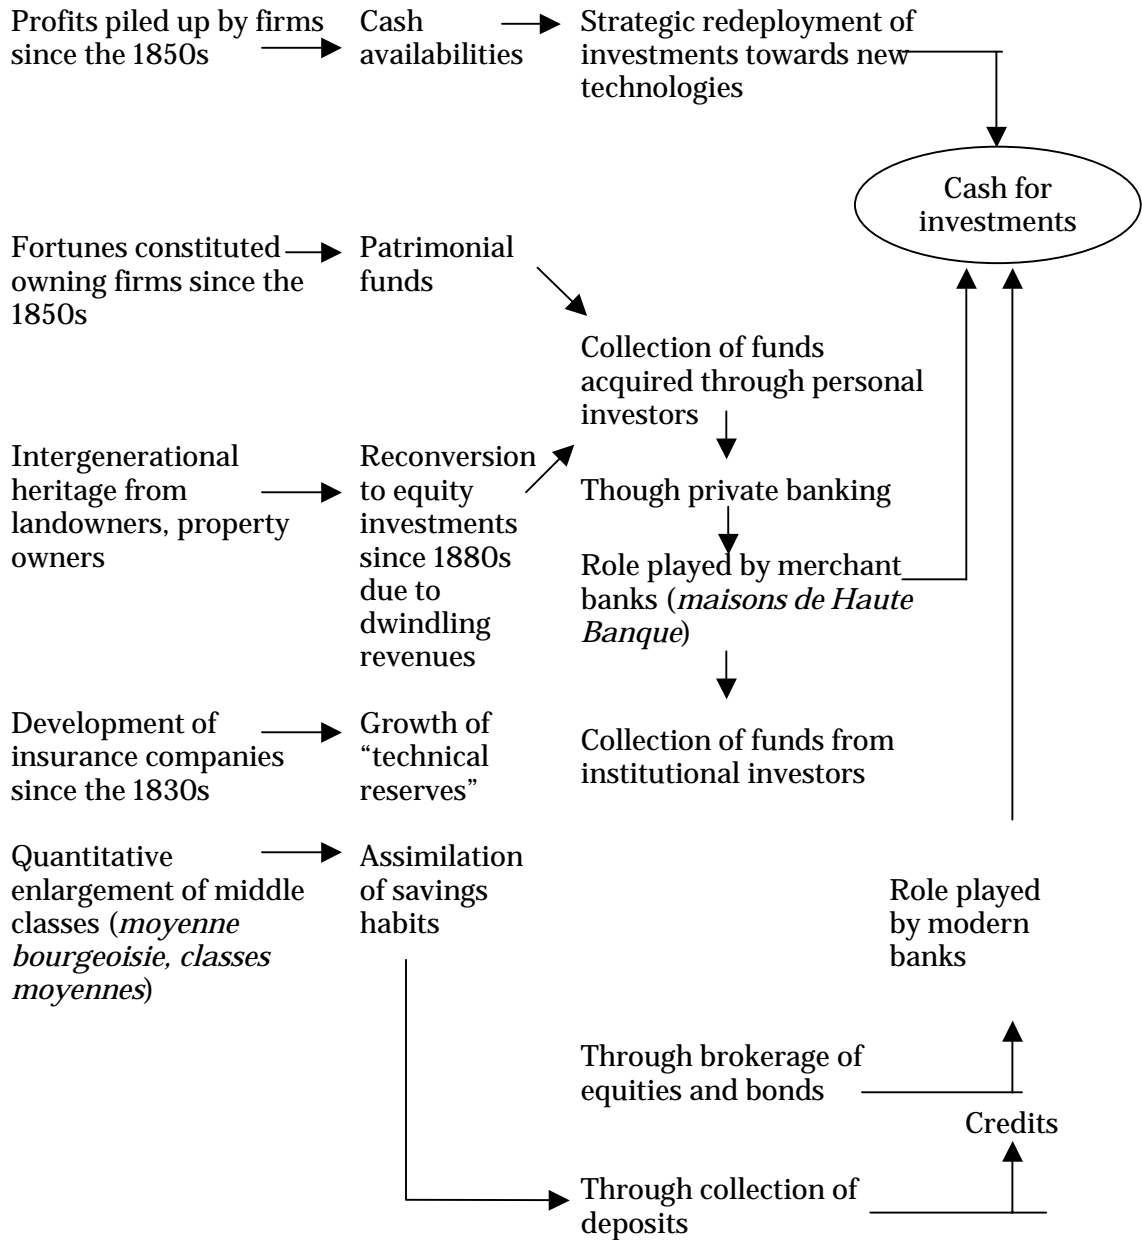 Profits piled up by firms
since the 1850s
Cash
availabilities
Strategic redeployment of
investments towards new
technologies
Cash for
investments
Fortunes constituted
owning firms since the
1850s
Patrimonial
funds
Collection of funds
acquired through personal
investors
Intergenerational
heritage from
landowners, property
owners
Reconversion
to equity
investments
since 1880s
due to
dwindling
revenues
Though private banking
Role played by merchant
banks (maisons de Haute
Banque)
Development of
insurance companies
since the 1830s
Growth of
“technical
reserves”
Collection of funds from
institutional investors
Quantitative
enlargement of middle
classes (moyenne
bourgeoisie, classes
moyennes)
Assimilation
of savings
habits
Role played
by modern
banks
Through brokerage of
equities and bonds
Credits
Through collection of
deposits